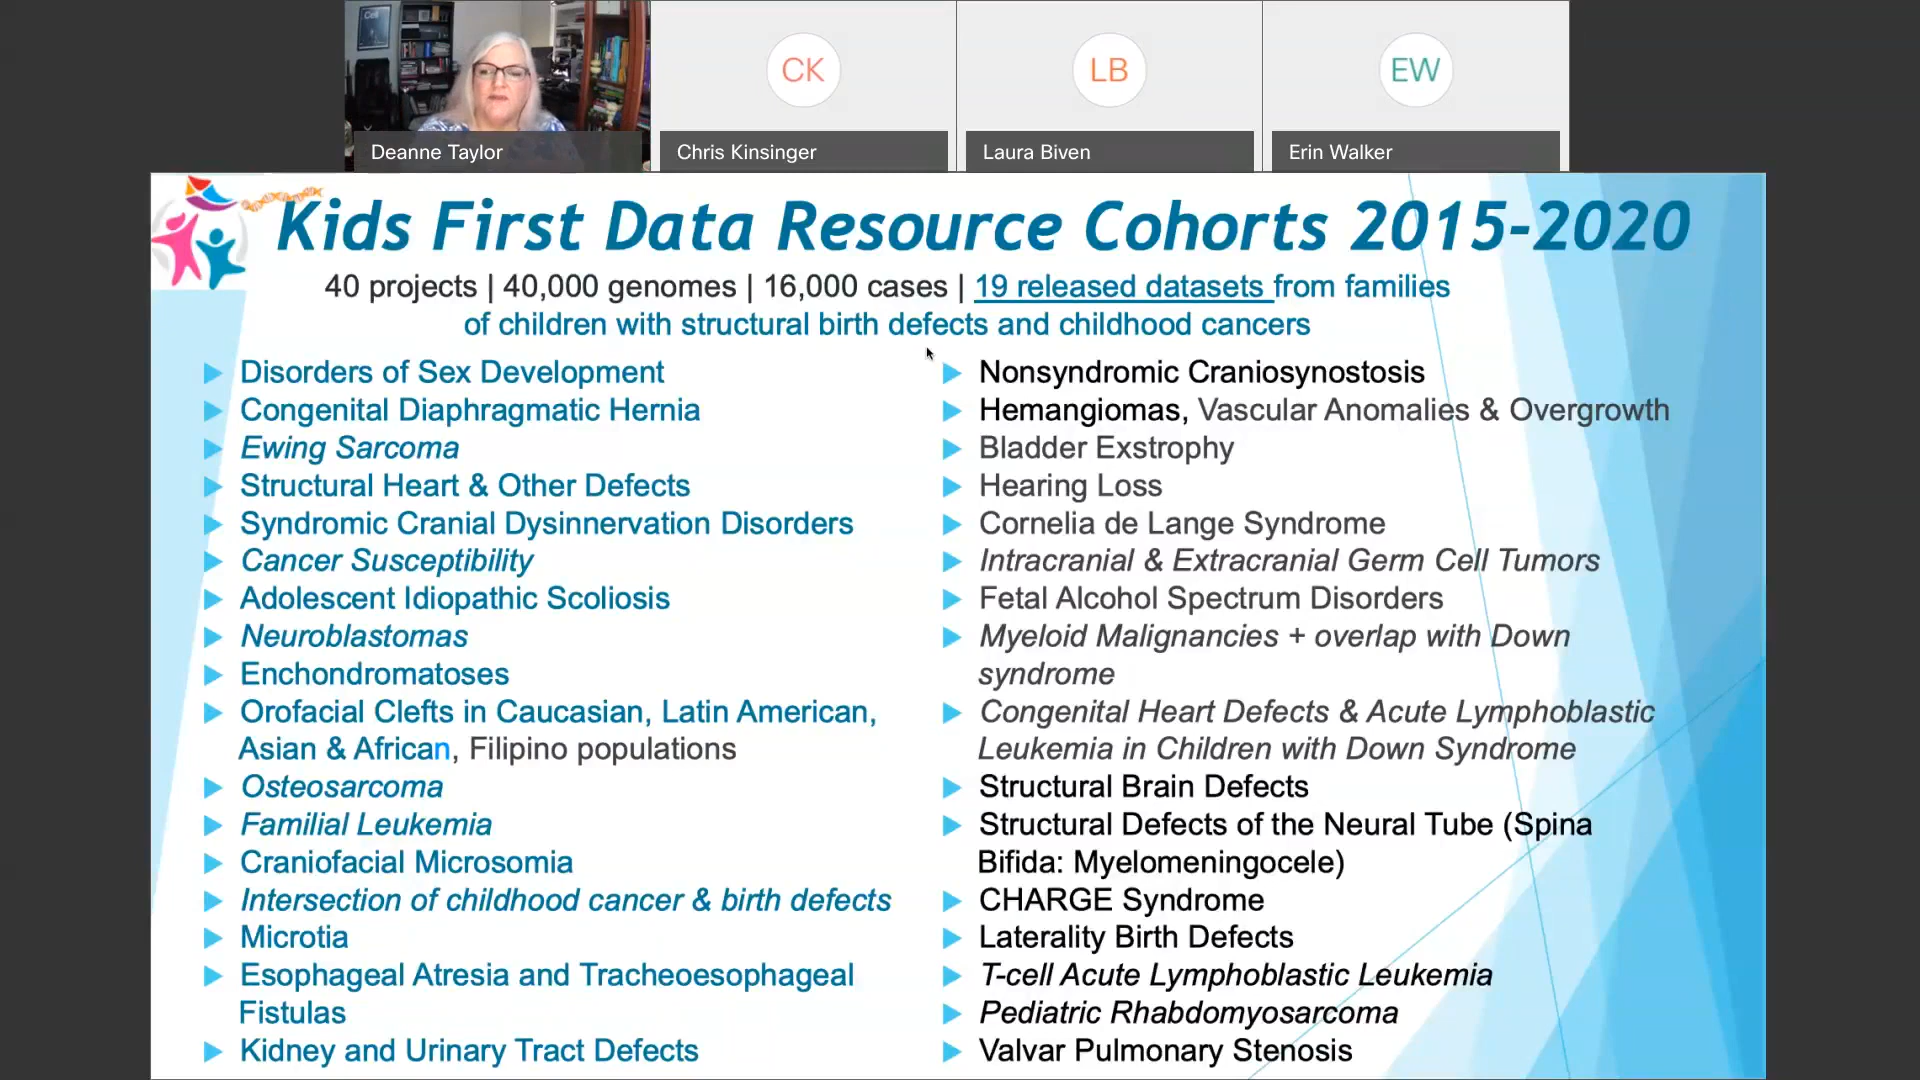 Cell
CK
LB
EW
Deanne Taylor
Chris Kinsinger
Laura Biven
Erin Walker
Kids First Data Resource Cohorts 2015-2020
40 projects | 40,000 genomes | 16,000 cases | 19 released datasets from families
of children with structural birth defects and childhood cancers
Disorders of Sex Development
Congenital Diaphragmatic Hernia
Ewing Sarcoma
Structural Heart & Other Defects
Syndromic Cranial Dysinnervation Disorders
Cancer Susceptibility
Adolescent Idiopathic Scoliosis
Neuroblastomas
Enchondromatoses
Orofacial Clefts in Caucasian, Latin American,
Asian & African, Filipino populations
Osteosarcoma
Familial Leukemia
Craniofacial Microsomia
Intersection of childhood cancer & birth defects
Microtia
Esophageal Atresia and Tracheoesophageal
Fistulas
Kidney and Urinary Tract Defects
Nonsyndromic Craniosynostosis
Hemangiomas, Vascular Anomalies & Overgrowth
Bladder Exstrophy
Hearing Loss
Cornelia de Lange Syndrome
Intracranial & Extracranial Germ Cell Tumors
Fetal Alcohol Spectrum Disorders
Myeloid Malignancies + overlap with Down
syndrome
Congenital Heart Defects & Acute Lymphoblastic
Leukemia in Children with Down Syndrome
Structural Brain Defects
Structural Defects of the Neural Tube (Spina
Bifida: Myelomeningocele)
CHARGE Syndrome
Laterality Birth Defects
T-cell Acute Lymphoblastic Leukemia
Pediatric Rhabdomyosarcoma
Valvar Pulmonary Stenosis